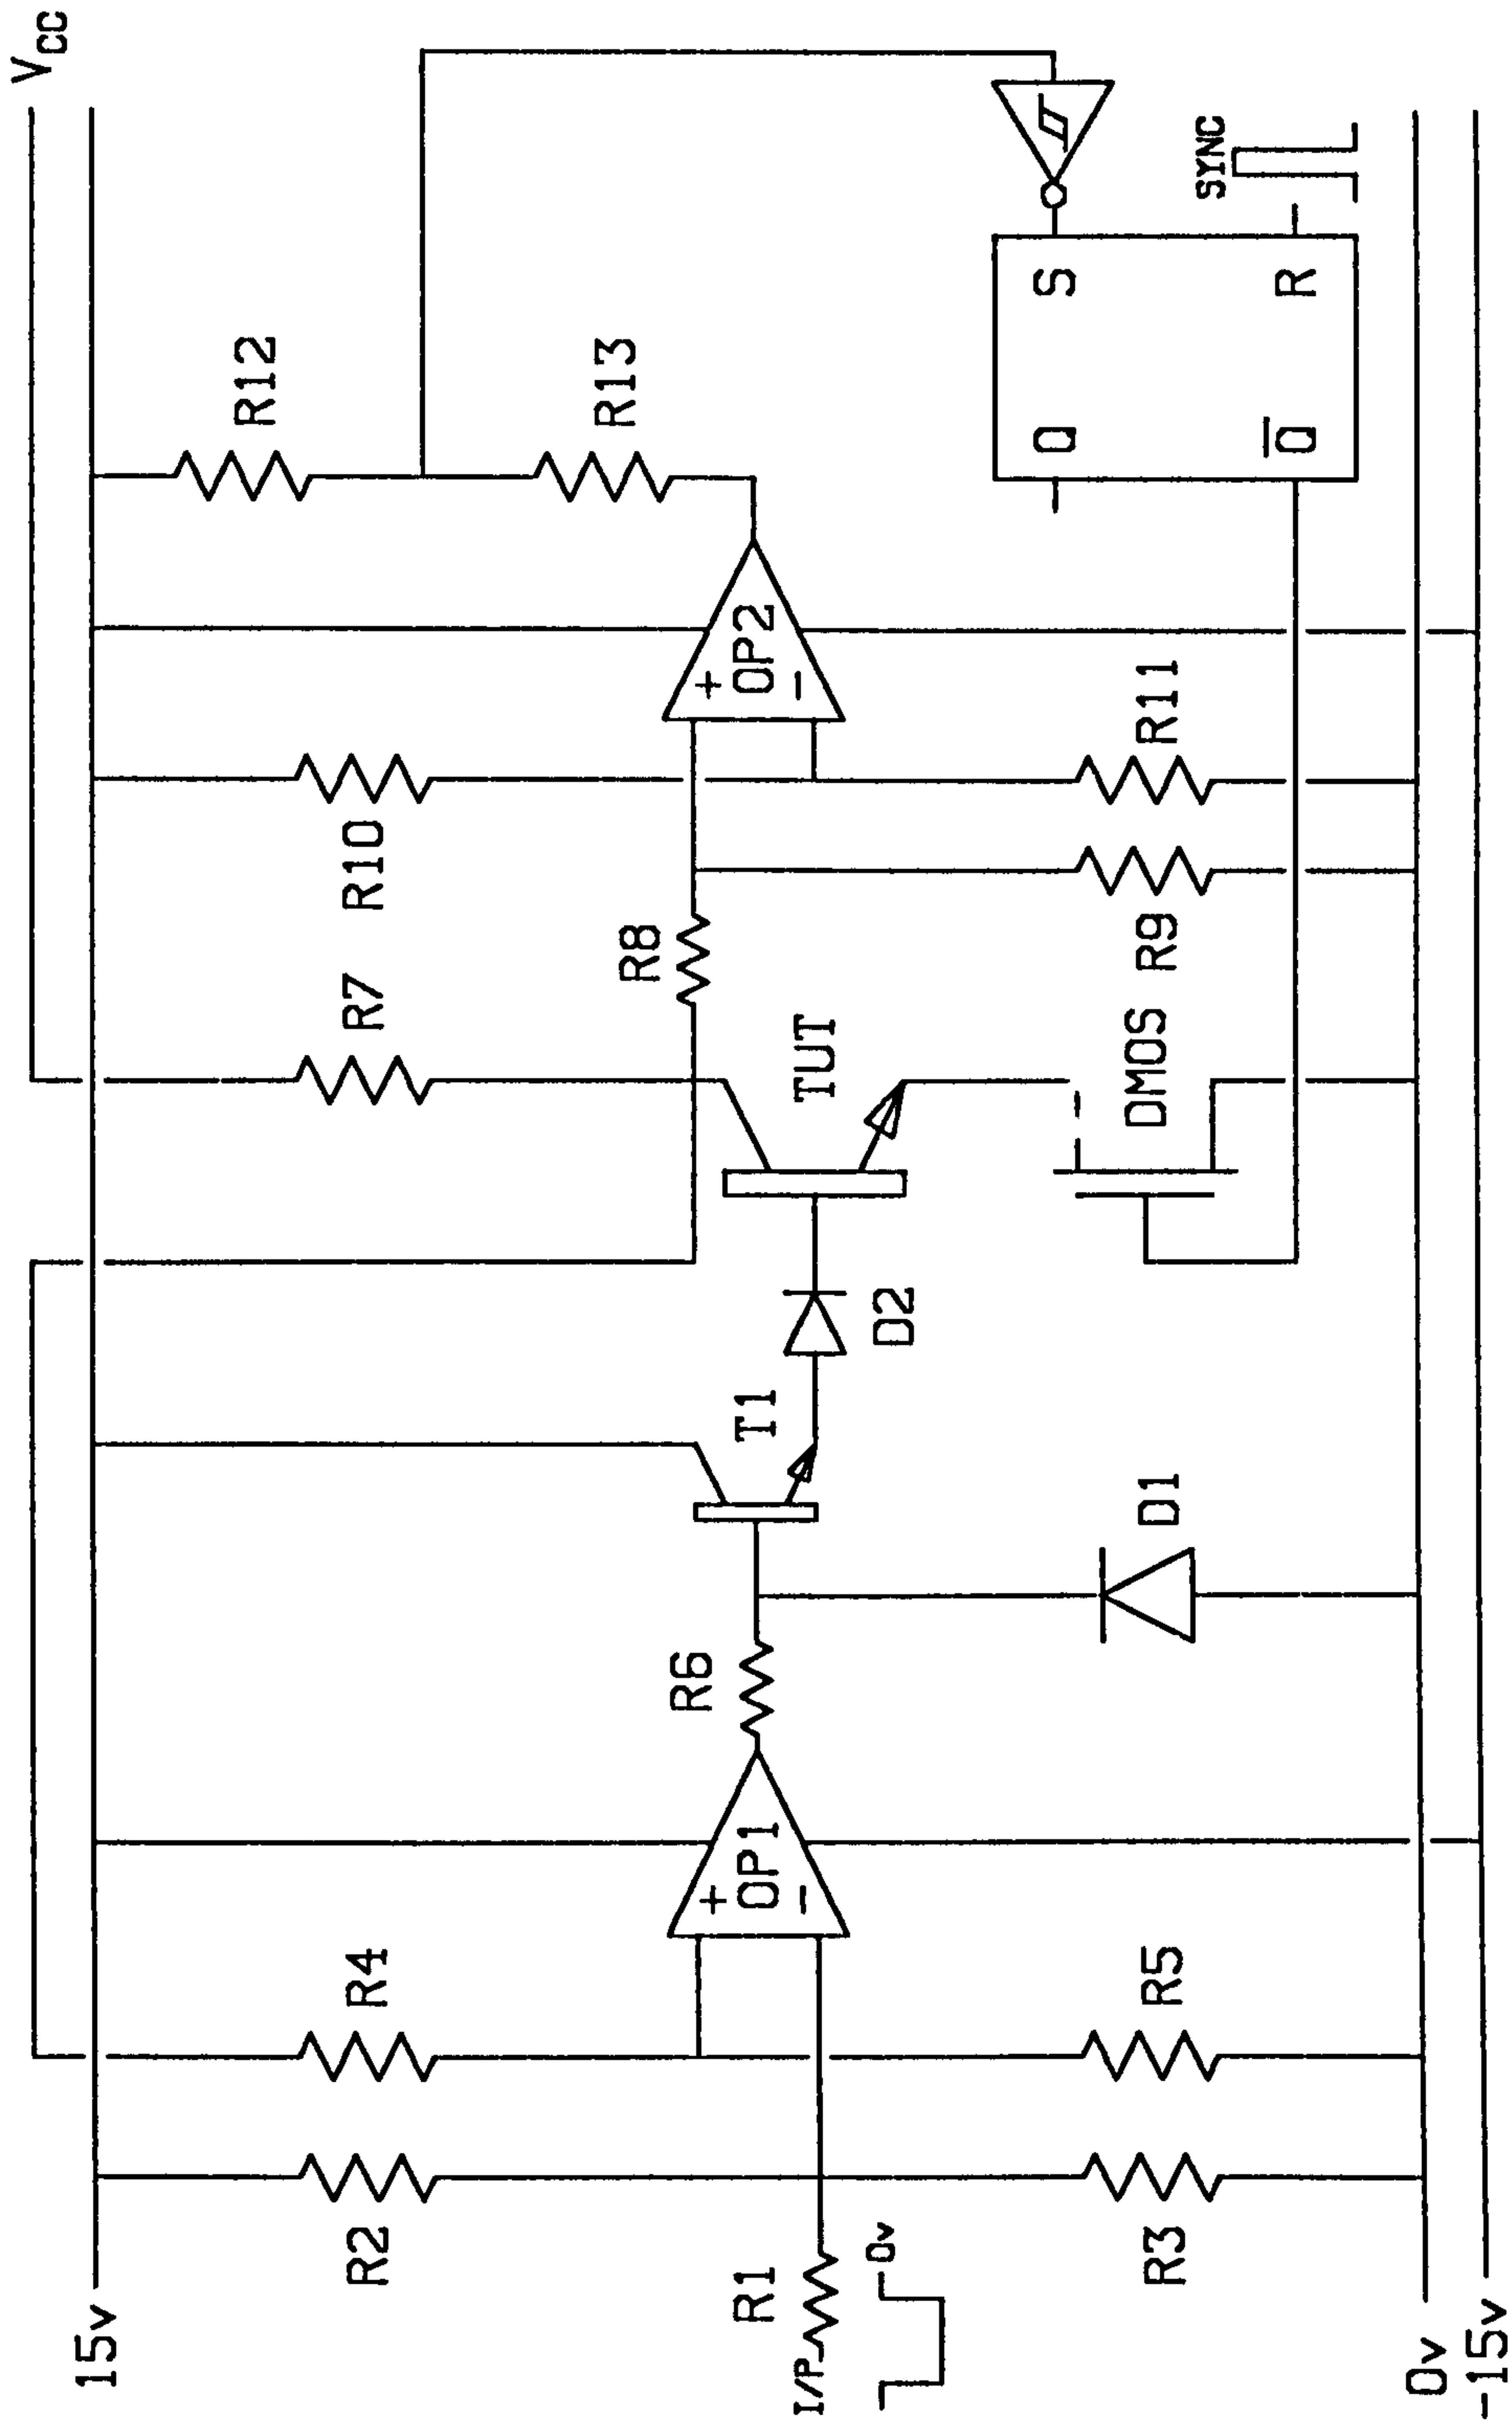 VCC
15v
R12
R2 R4 R7 R10
R13
R8
R6
+ +
R1 OP1 T1 OP2
- -
I/P
TUT
0v
D2
Q S
DMOS
R3 R5 D1 R9 R11
SYNC
Q̅ R
0v
-15v